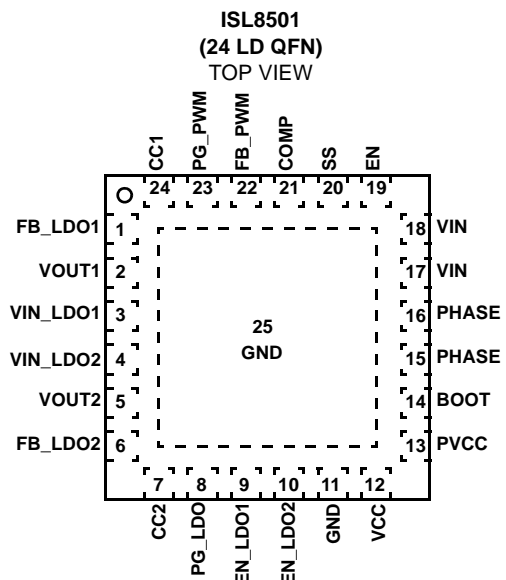 ISL8501
(24 LD QFN)
TOP VIEW
CC1
PG_PWM
FB_PWM
COMP
SS
EN
24 23 22 21 20 19
FB_LDO1 1
VOUT1 2
VIN_LDO1 3
VIN_LDO2 4
VOUT2 5
FB_LDO2 6
25
GND
18 VIN
17 VIN
16 PHASE
15 PHASE
14 BOOT
13 PVCC
7 8 9 10 11 12
CC2
PG_LDO
EN_LDO1
EN_LDO2
GND
VCC